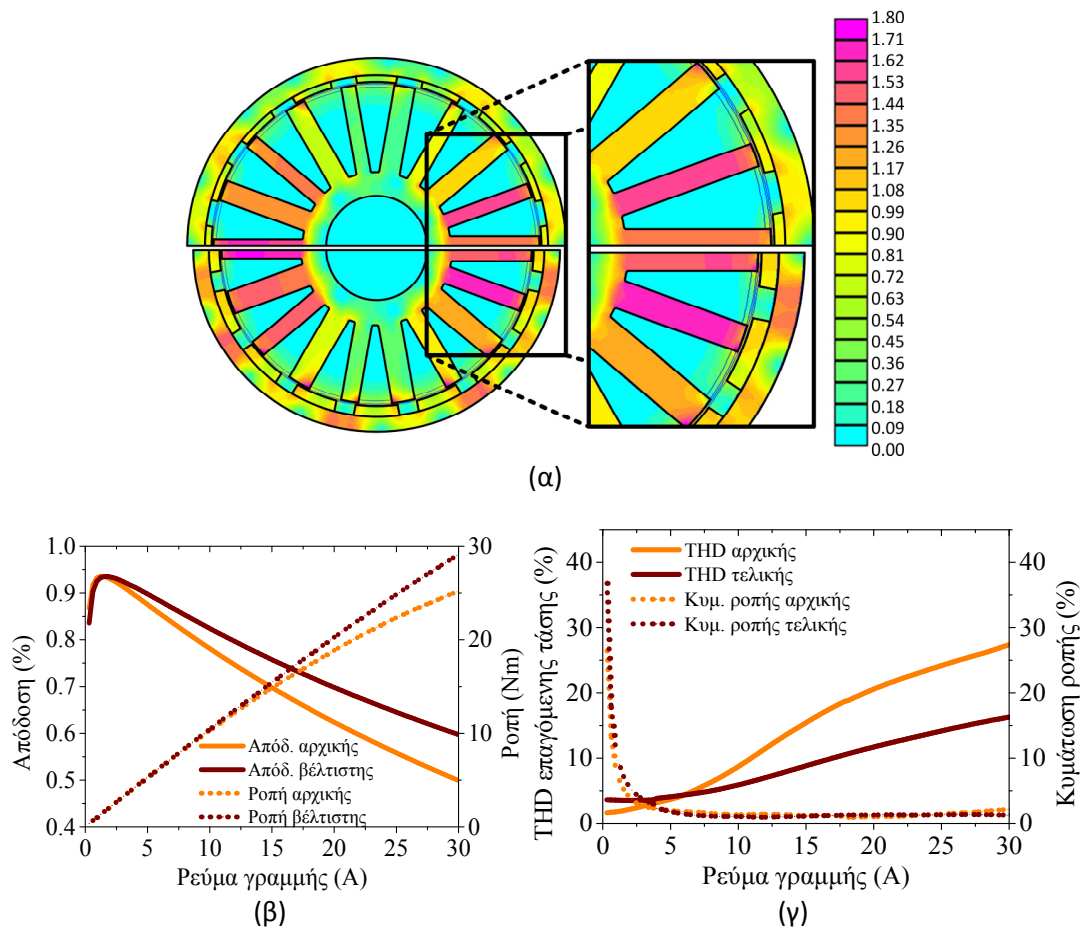 1.80
1.71
1.62
1.53
1.44
1.35
1.26
1.17
1.08
0.99
0.90
0.81
0.72
0.63
0.54
0.45
0.36
0.27
0.18
0.09
0.00
(α)
1.0
0.9
0.8
0.7
0.6
0.5
0.4
Απόδοση (%)
30
20
10
0
Ροπή (Nm)
Απόδ. αρχικής
Απόδ. βέλτιστης
Ροπή αρχικής
Ροπή βέλτιστης
0 5 10 15 20 25 30
Ρεύμα γραμμής (A)
(β)
40
30
20
10
0
THD επαγόμενης τάσης (%)
THD αρχικής
THD τελικής
Κυμ. ροπής αρχικής
Κυμ. ροπής τελικής
40
30
20
10
0
Κυμάτωση ροπής (%)
0 5 10 15 20 25 30
Ρεύμα γραμμής (A)
(γ)